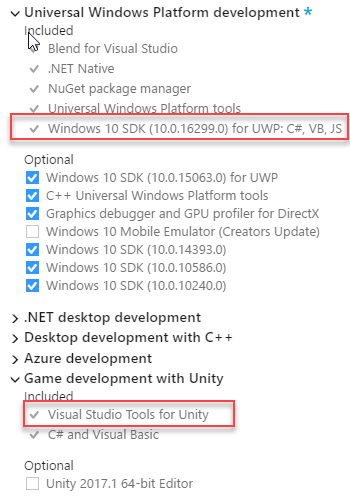 Universal Windows Platform development *
Included
Blend for Visual Studio
.NET Native
NuGet package manager
Universal Windows Platform tools
Windows 10 SDK (10.0.16299.0) for UWP: C#, VB, JS
Optional
Windows 10 SDK (10.0.15063.0) for UWP
C++ Universal Windows Platform tools
Graphics debugger and GPU profiler for DirectX
Windows 10 Mobile Emulator (Creators Update)
Windows 10 SDK (10.0.14393.0)
Windows 10 SDK (10.0.10586.0)
Windows 10 SDK (10.0.10240.0)
.NET desktop development
Desktop development with C++
Azure development
Game development with Unity
Included
Visual Studio Tools for Unity
C# and Visual Basic
Optional
Unity 2017.1 64-bit Editor